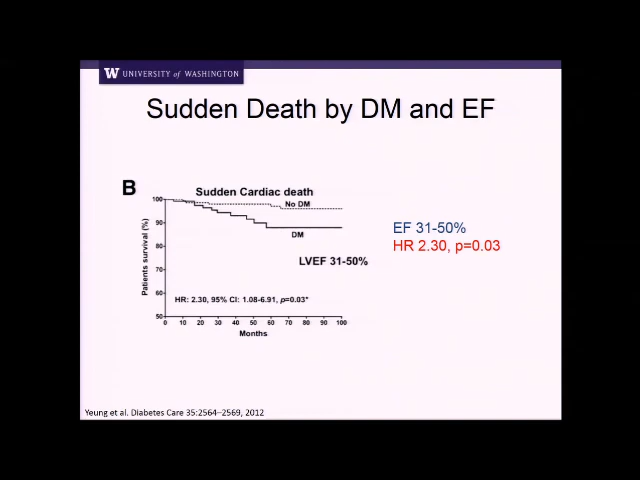 W UNIVERSITY of WASHINGTON
Sudden Death by DM and EF
B
Sudden Cardiac death
No DM
DM
LVEF 31-50%
HR: 2.30, 95% CI: 1.08-6.91, p=0.03*
Patients survival (%)
100
90
80
70
60
50
0 10 20 30 40 50 60 70 80 90 100
Months
EF 31-50%
HR 2.30, p=0.03
Yeung et al. Diabetes Care 35:2564–2569, 2012